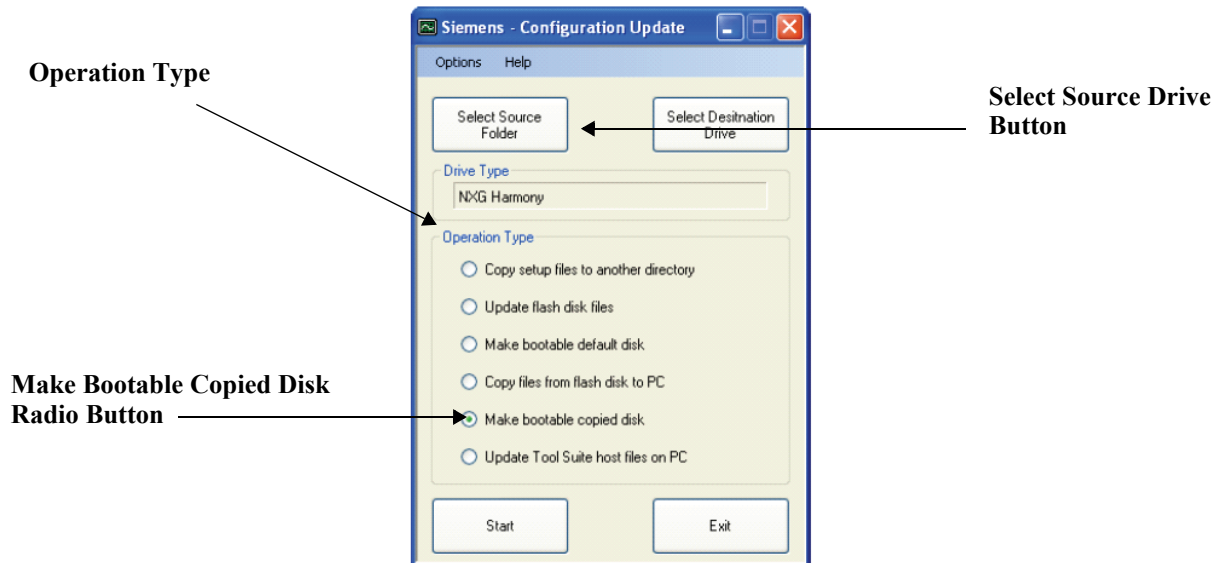 Siemens - Configuration Update
Options Help
Operation Type
Select Source Drive
Button
Select Source
Folder
Select Desitnation
Drive
Drive Type
NXG Harmony
Operation Type
Copy setup files to another directory
Update flash disk files
Make bootable default disk
Copy files from flash disk to PC
Make Bootable Copied Disk
Radio Button
Make bootable copied disk
Update Tool Suite host files on PC
Start
Exit